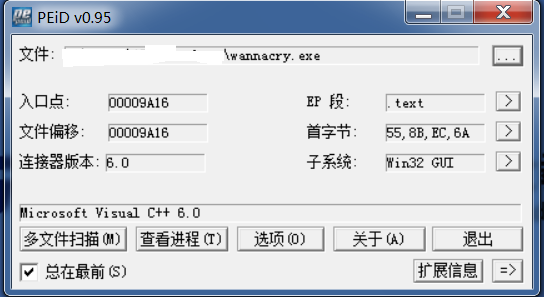 PEiD v0.95
文件: \wannacry.exe ...
入口点: 00009A16 EP 段: .text >
文件偏移: 00009A16 首字节: 55,8B,EC,6A >
连接器版本: 6.0 子系统: Win32 GUI >
Microsoft Visual C++ 6.0
多文件扫描(M) 查看进程(T) 选项(O) 关于(A) 退出
总在最前(S) 扩展信息 =>